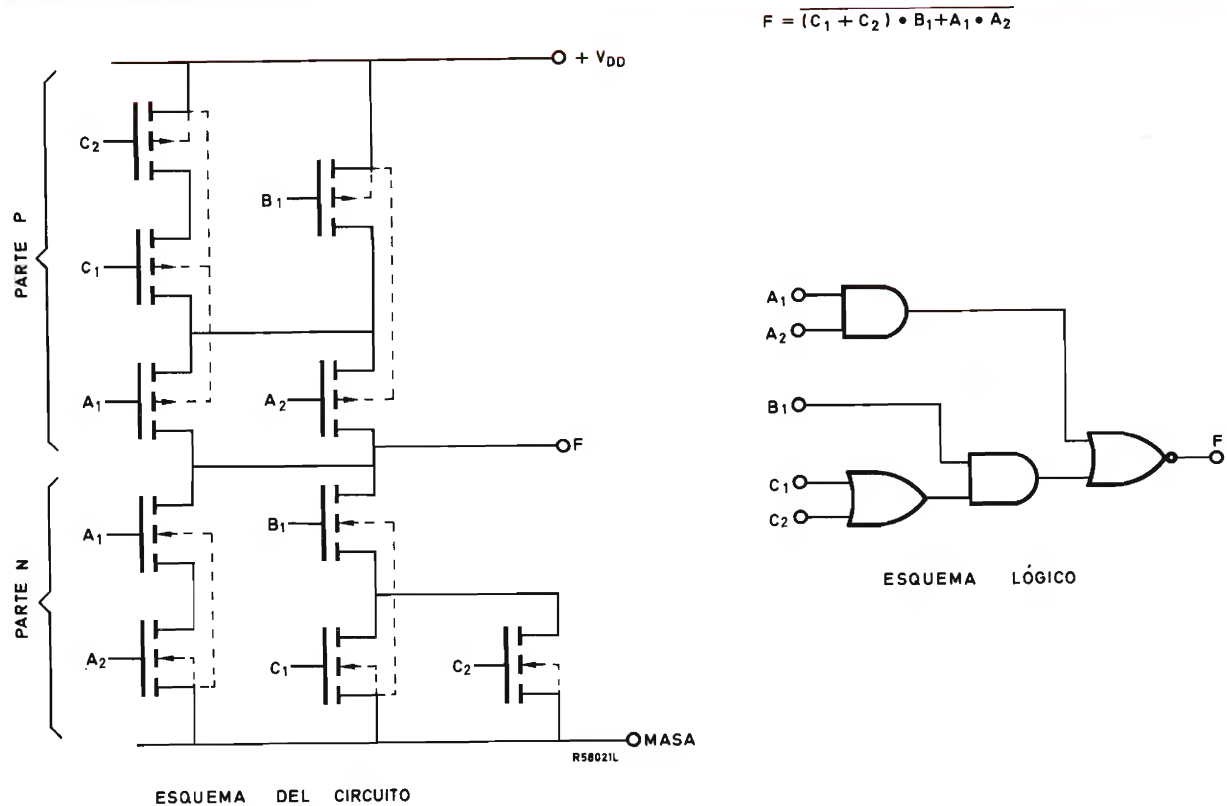 F = (C₁ + C₂) • B₁+A₁ • A₂
+ V_DD
C₂
B₁
PARTE P
C₁
A₁
A₂
F
A₁
B₁
PARTE N
A₂
C₁
C₂
MASA
R58021L
ESQUEMA DEL CIRCUITO
A₁
A₂
B₁
C₁
C₂
F
ESQUEMA LÓGICO